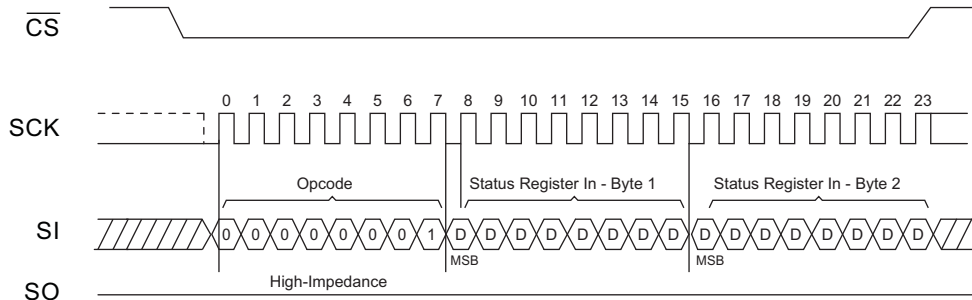 CS
0 1 2 3 4 5 6 7 8 9 10 11 12 13 14 15 16 17 18 19 20 21 22 23
SCK
Opcode Status Register In - Byte 1 Status Register In - Byte 2
SI 0 0 0 0 0 0 0 1 D D D D D D D D D D D D D D D D
MSB MSB
High-Impedance
SO